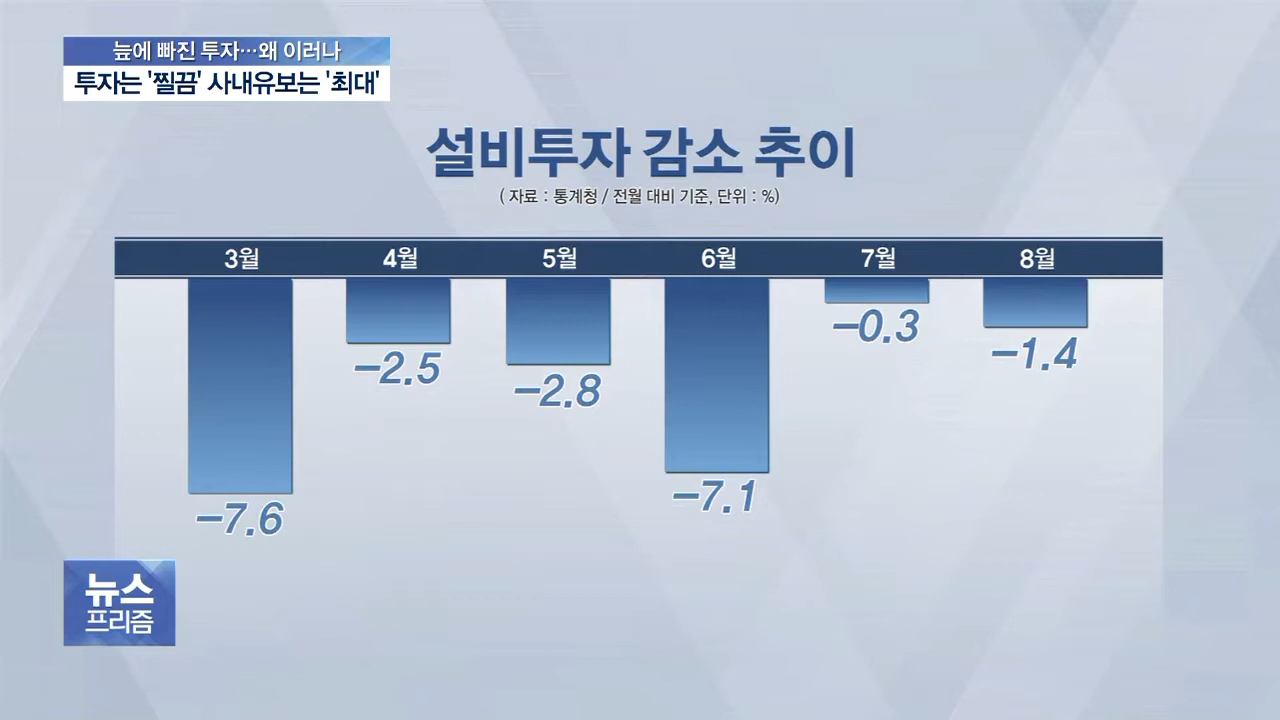 늪에 빠진 투자…왜 이러나
투자는 '찔끔' 사내유보는 '최대'
설비투자 감소 추이
( 자료 : 통계청 / 전월 대비 기준, 단위 : %)
3월 4월 5월 6월 7월 8월
-7.6 -2.5 -2.8 -7.1 -0.3 -1.4
뉴스
프리즘